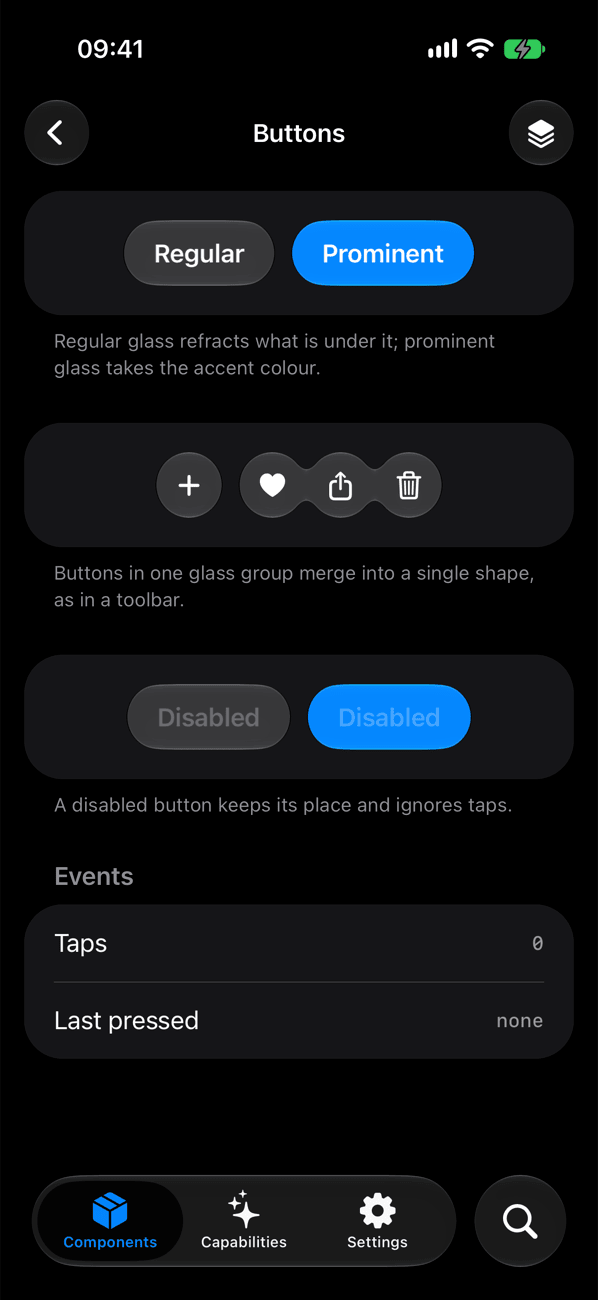 09:41
Buttons
Regular
Prominent
Regular glass refracts what is under it; prominent
glass takes the accent colour.
Buttons in one glass group merge into a single shape,
as in a toolbar.
Disabled
Disabled
A disabled button keeps its place and ignores taps.
Events
Taps
0
Last pressed
none
Components
Capabilities
Settings